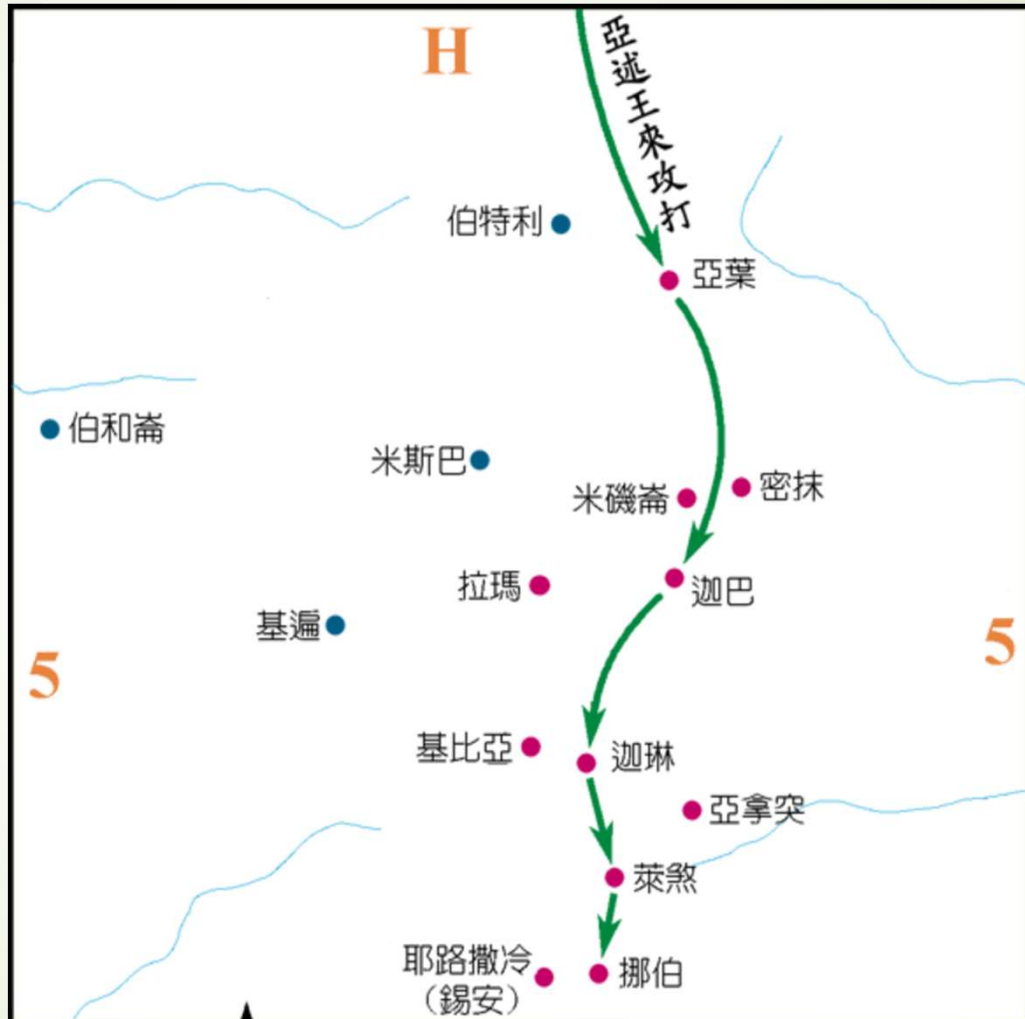 H
亞述王來攻打
伯特利
亞葉
伯和崙
米斯巴
密抹
米磯崙
拉瑪
迦巴
基遍
5
5
基比亞
迦琳
亞拿突
萊煞
耶路撒冷
（錫安）
挪伯